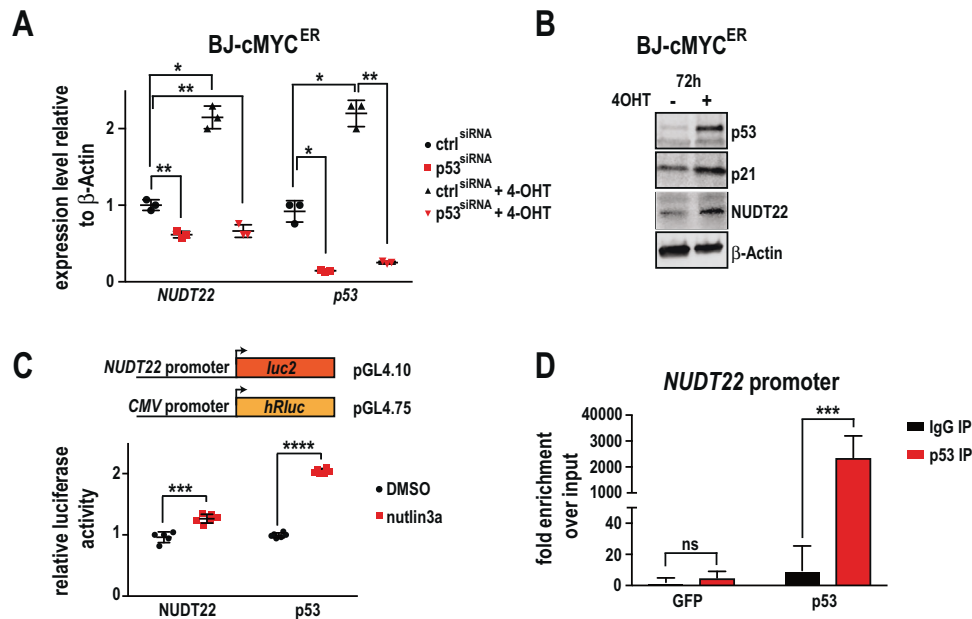 A
BJ-cMYC^ER
expression level relative
to β-Actin
2
1
0
*
**
**
*
*
**
NUDT22
p53
ctrl^siRNA
p53^siRNA
ctrl^siRNA + 4-OHT
p53^siRNA + 4-OHT
B
BJ-cMYC^ER
72h
4OHT - +
p53
p21
NUDT22
β-Actin
C
NUDT22 promoter luc2 pGL4.10
CMV promoter hRluc pGL4.75
relative luciferase
activity
2
1
0
***
****
NUDT22
p53
DMSO
nutlin3a
D
NUDT22 promoter
fold enrichment
over input
40000
3000
2000
1000
60
40
20
0
ns
***
GFP
p53
IgG IP
p53 IP